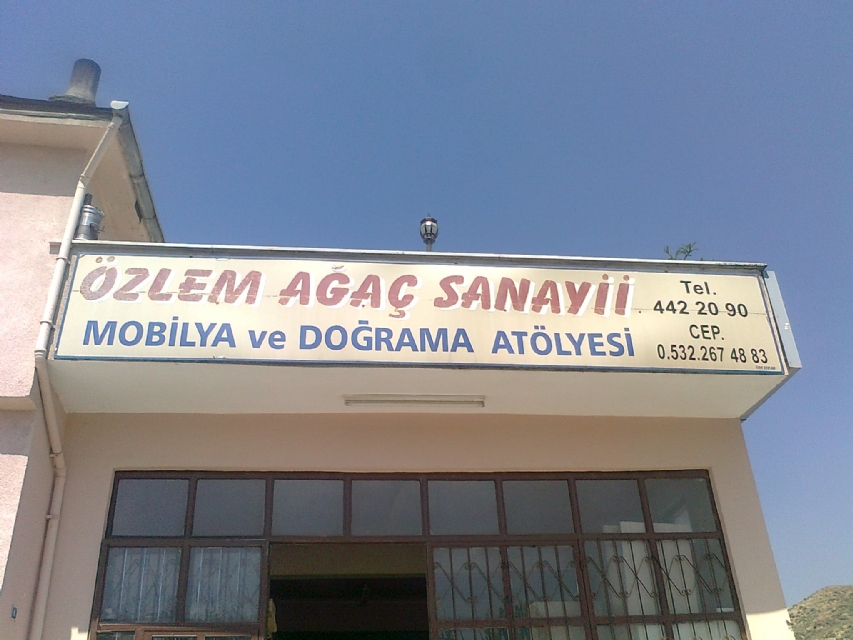 ÖZLEM AĞAÇ SANAYİİ
MOBİLYA ve DOĞRAMA ATÖLYESİ
Tel.
442 20 90
CEP.
0.532.267 48 83